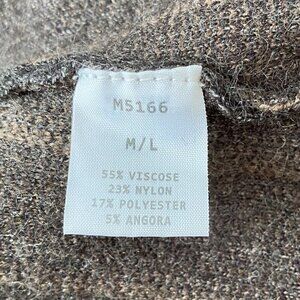 M5166
M/L
55% VISCOSE
23% NYLON
17% POLYESTER
5% ANGORA